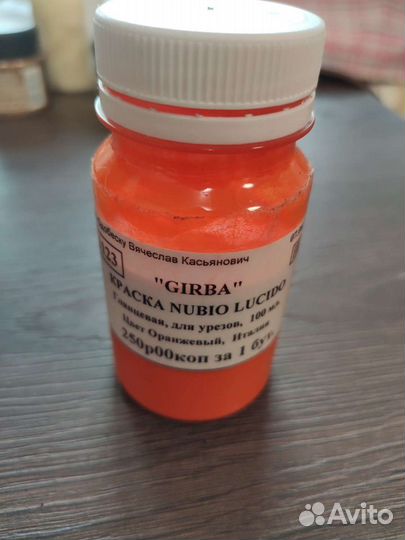 Вячеслав Касьянович
23
"GIRBA"
КРАСКА NUBIO LUCIDO
Глянцевая, для урезов, 100 мл.
Цвет Оранжевый, Италия
250р00коп за 1 бут.
Avito